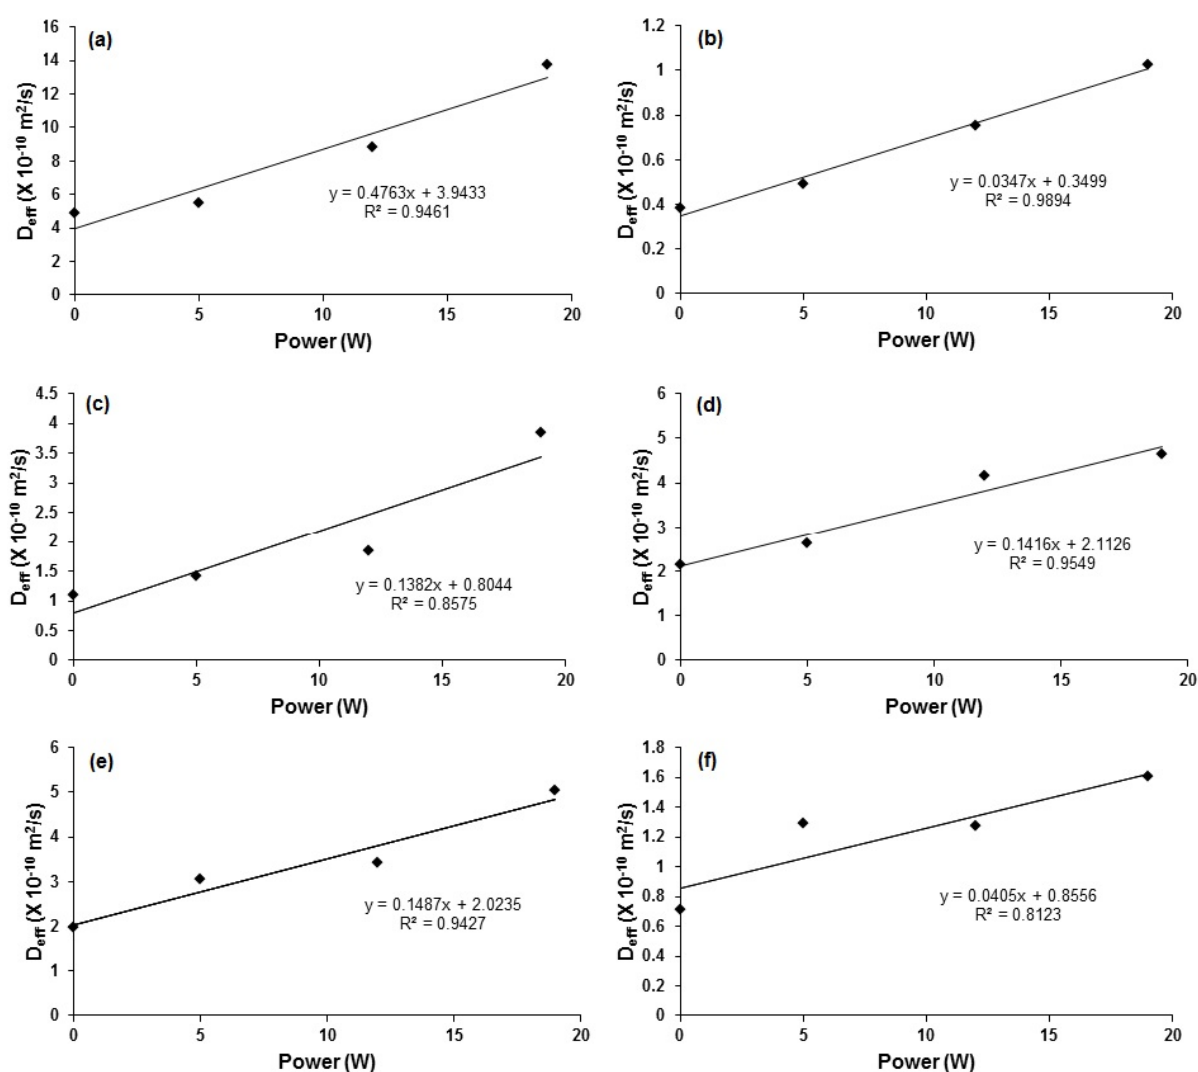 (a)
16
14
12
10
8
6
4
2
0
D_eff (X 10⁻¹⁰ m²/s)
y = 0.4763x + 3.9433
R² = 0.9461
0 5 10 15 20
Power (W)
(b)
1.2
1
0.8
0.6
0.4
0.2
0
D_eff (X 10⁻¹⁰ m²/s)
y = 0.0347x + 0.3499
R² = 0.9894
0 5 10 15 20
Power (W)
(c)
4.5
4
3.5
3
2.5
2
1.5
1
0.5
0
D_eff (X 10⁻¹⁰ m²/s)
y = 0.1382x + 0.8044
R² = 0.8575
0 5 10 15 20
Power (W)
(d)
6
5
4
3
2
1
0
D_eff (X 10⁻¹⁰ m²/s)
y = 0.1416x + 2.1126
R² = 0.9549
0 5 10 15 20
Power (W)
(e)
6
5
4
3
2
1
0
D_eff (X 10⁻¹⁰ m²/s)
y = 0.1487x + 2.0235
R² = 0.9427
0 5 10 15 20
Power (W)
(f)
1.8
1.6
1.4
1.2
1
0.8
0.6
0.4
0.2
0
D_eff (X 10⁻¹⁰ m²/s)
y = 0.0405x + 0.8556
R² = 0.8123
0 5 10 15 20
Power (W)